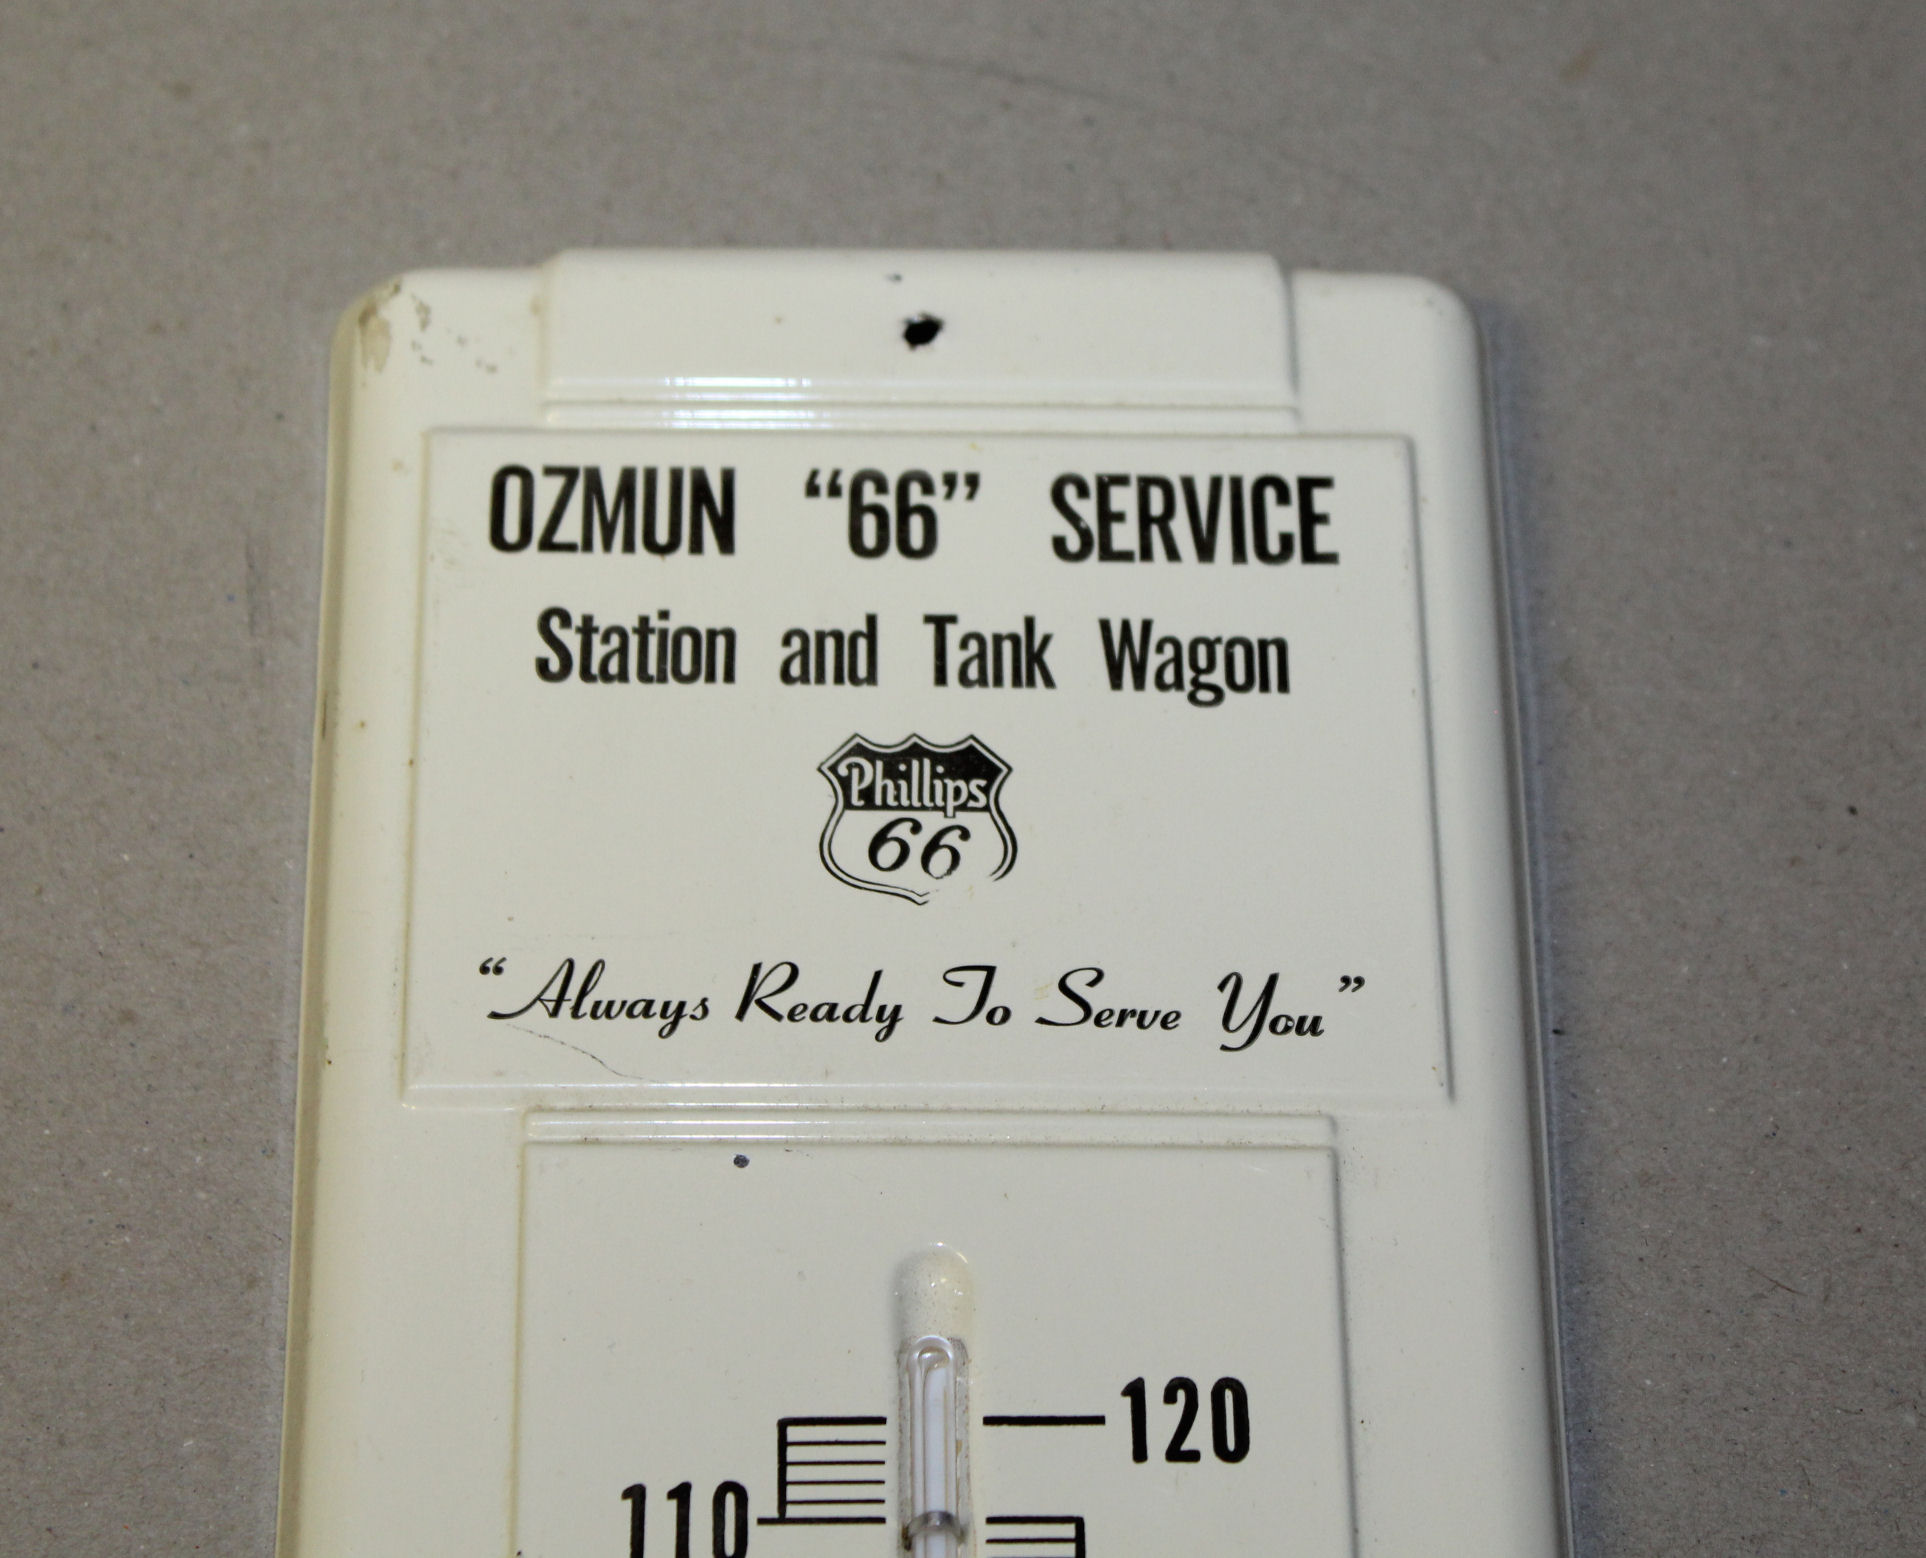 OZMUN “66” SERVICE
Station and Tank Wagon
Phillips
66
“Always Ready To Serve You”
120
110